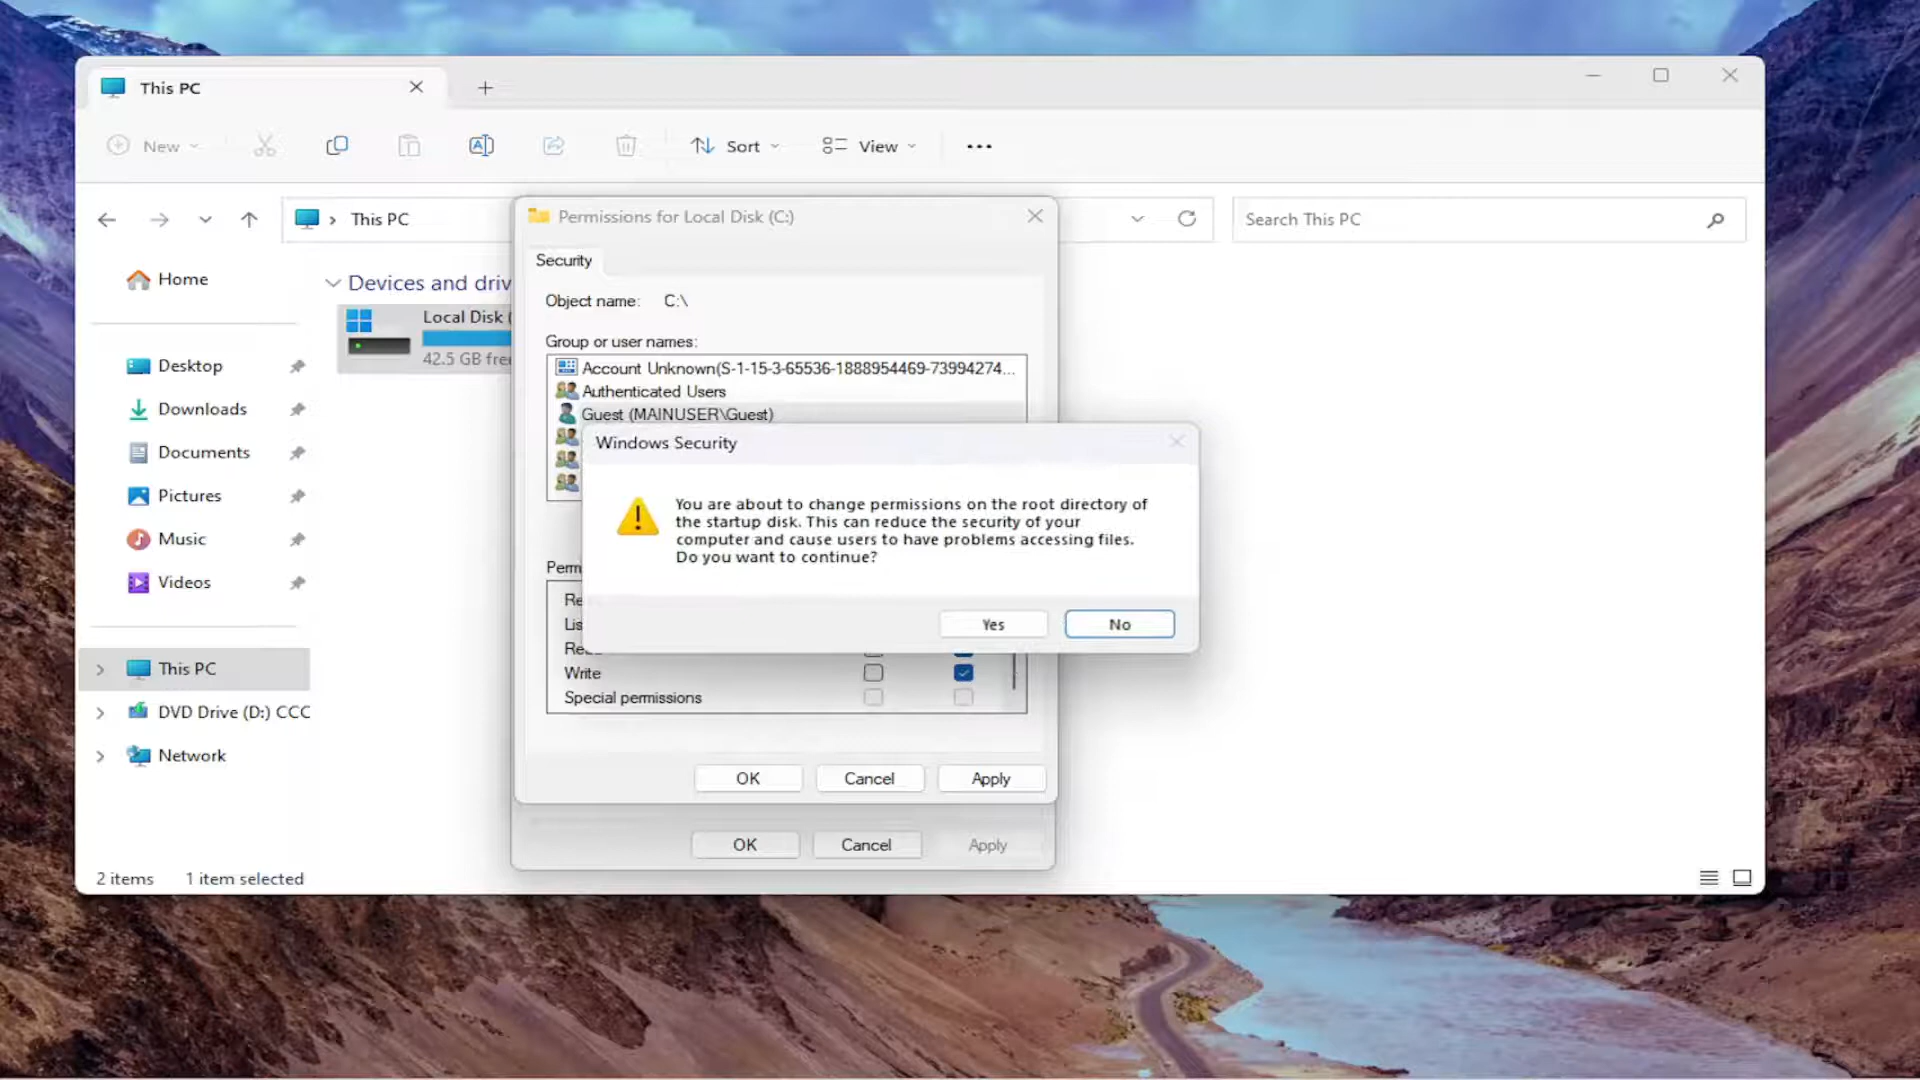 This PC
New
Sort
View
This PC
Search This PC
Permissions for Local Disk (C:)
Security
Object name: C:\
Group or user names:
Account Unknown(S-1-15-3-65536-1888954469-73994274...
Authenticated Users
Guest (MAINUSER\Guest)
Home
Desktop
Downloads
Documents
Pictures
Music
Videos
This PC
DVD Drive (D:) CCC
Network
Devices and driv
Local Disk (
42.5 GB fre
Windows Security
You are about to change permissions on the root directory of
the startup disk. This can reduce the security of your
computer and cause users to have problems accessing files.
Do you want to continue?
Yes
No
Perm
Re
Lis
Rea
Write
Special permissions
OK
Cancel
Apply
OK
Cancel
Apply
2 items
1 item selected